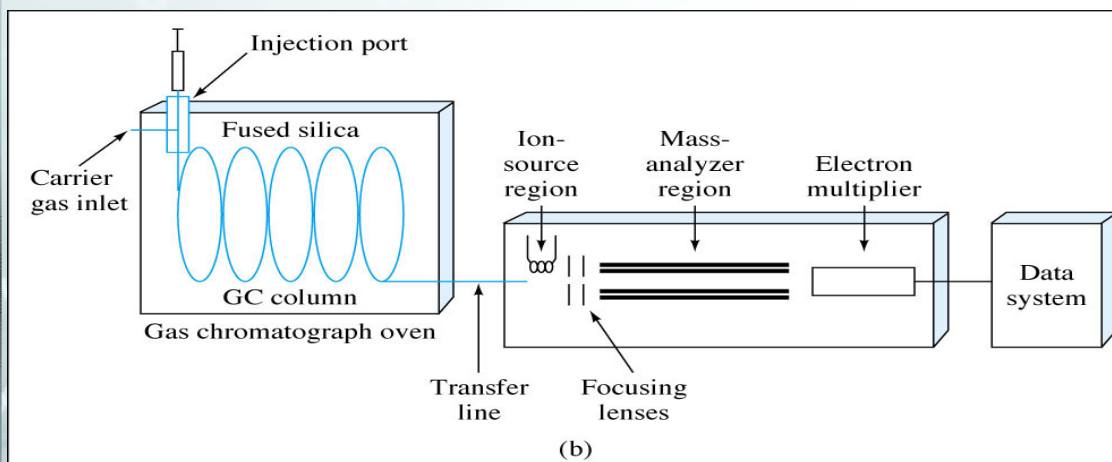 Injection port
Fused silica
Carrier
gas inlet
GC column
Gas chromatograph oven
Transfer
line
Ion-
source
region
Focusing
lenses
Mass-
analyzer
region
Electron
multiplier
Data
system
(b)